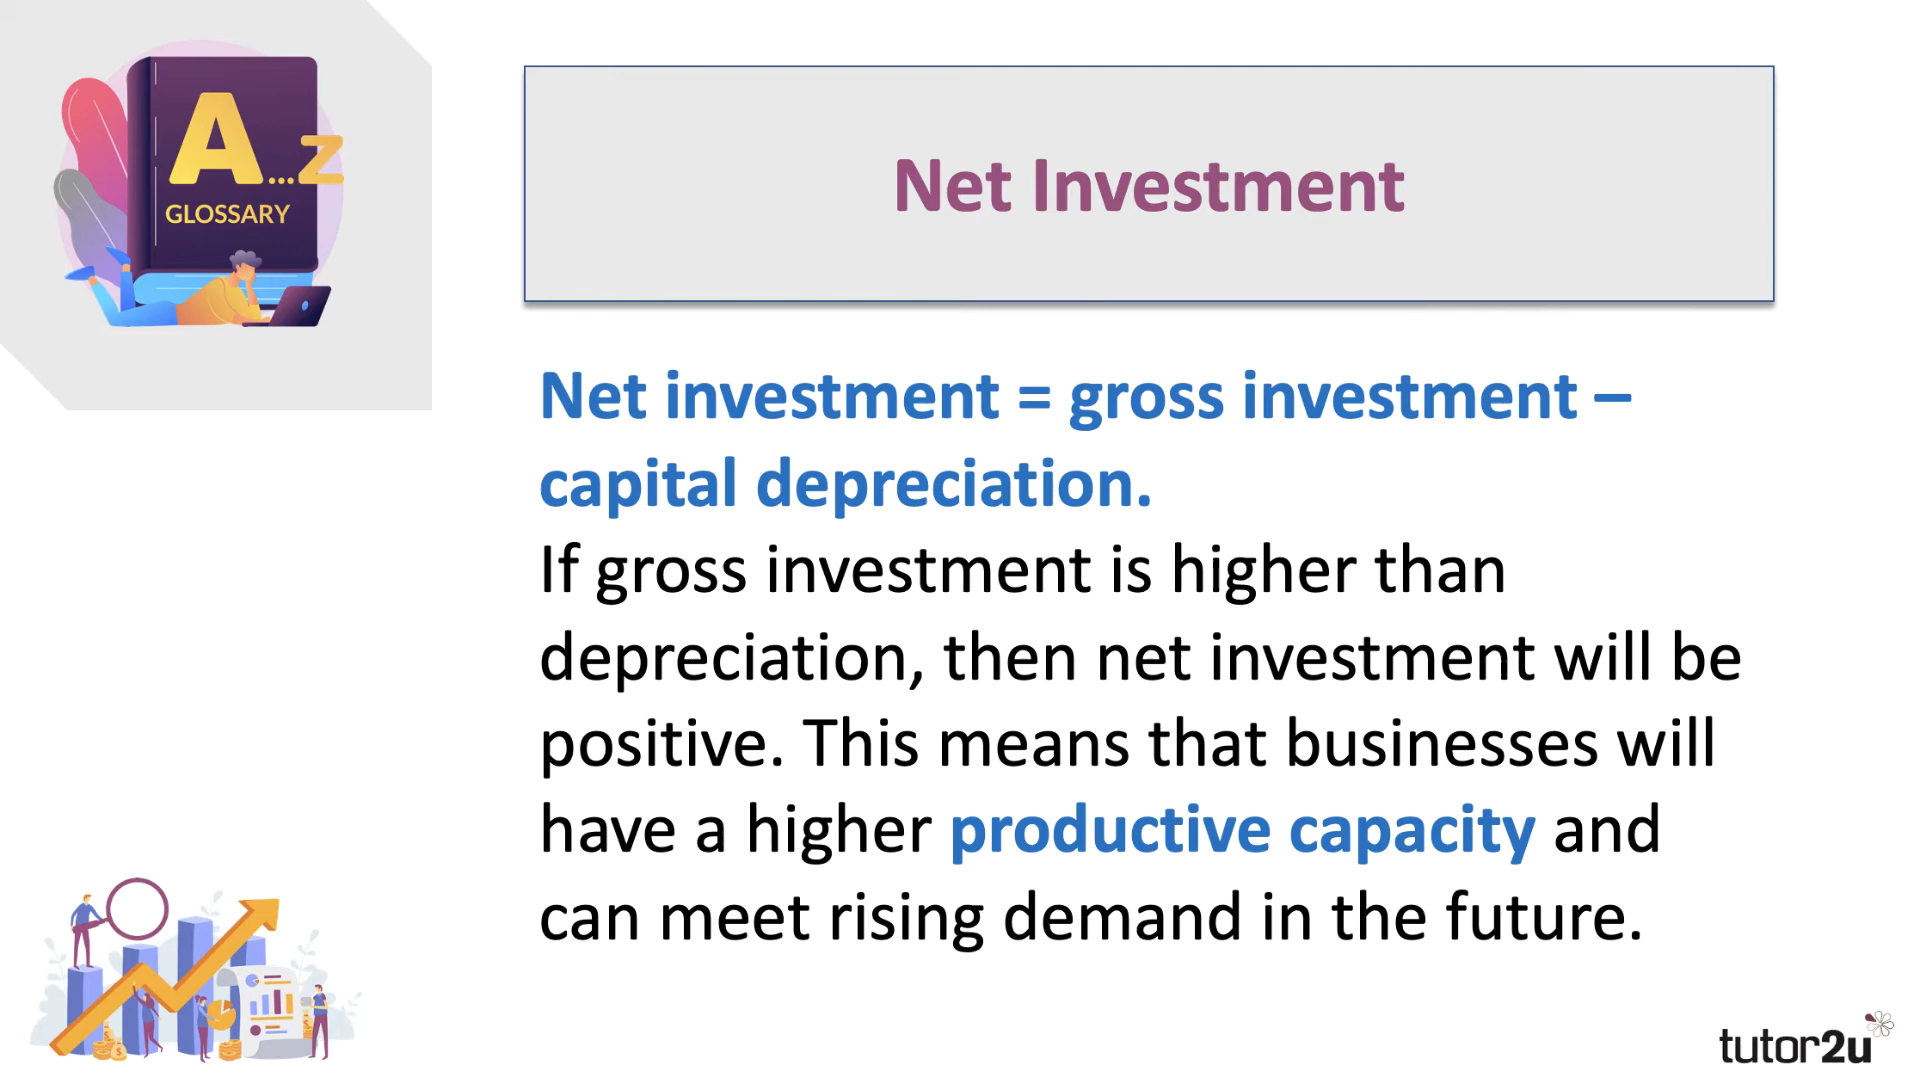 A...Z
GLOSSARY
Net Investment
Net investment = gross investment –
capital depreciation.
If gross investment is higher than
depreciation, then net investment will be
positive. This means that businesses will
have a higher productive capacity and
can meet rising demand in the future.
tutor2u